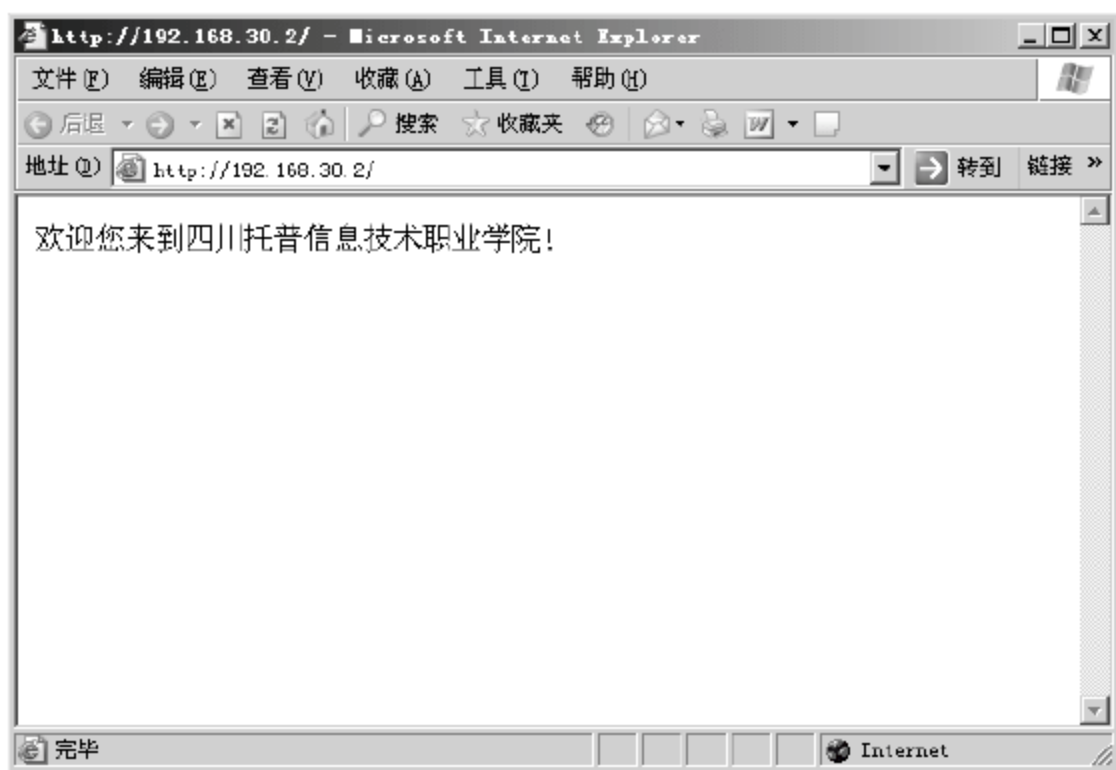 http://192.168.30.2/ - Microsoft Internet Explorer
文件(F) 编辑(E) 查看(V) 收藏(A) 工具(T) 帮助(H)
后退 搜索 收藏夹
地址(D) http://192.168.30.2/ 转到 链接 »
欢迎您来到四川托普信息技术职业学院!
完毕 Internet